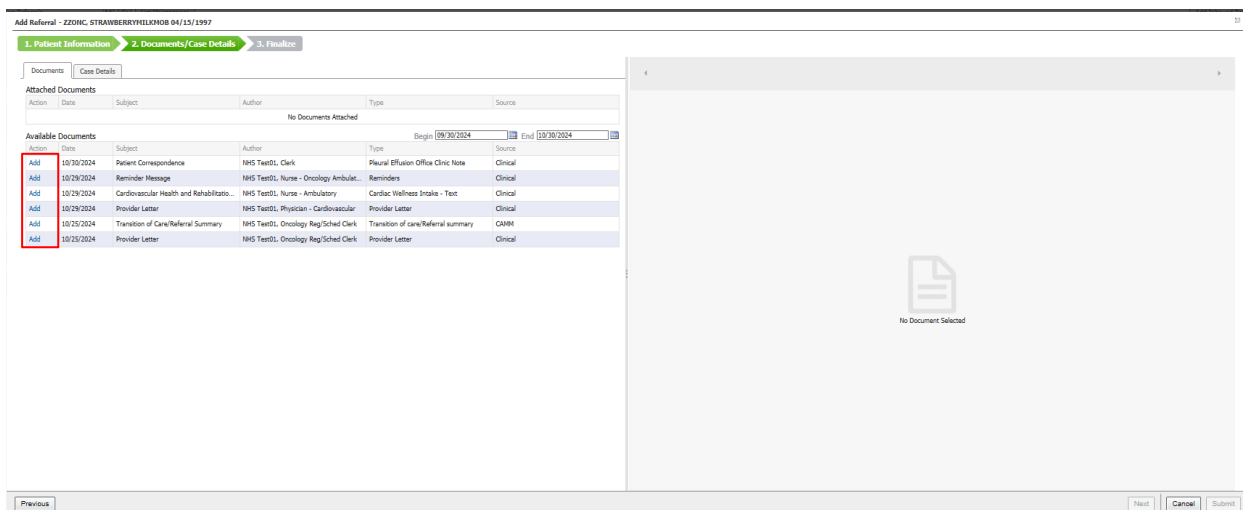 Add Referral - ZZONC, STRAWBERRYMILKMOB 04/15/1997
1. Patient Information 2. Documents/Case Details 3. Finalize
Documents Case Details
Attached Documents
Action Date Subject Author Type Source
No Documents Attached
Available Documents Begin 09/30/2024 End 10/30/2024
Action Date Subject Author Type Source
Add 10/30/2024 Patient Correspondence NHS Test01, Clerk Pleural Effusion Office Clinic Note Clinical
Add 10/29/2024 Reminder Message NHS Test01, Nurse - Oncology Ambulat... Reminders Clinical
Add 10/29/2024 Cardiovascular Health and Rehabilitatio... NHS Test01, Nurse - Ambulatory Cardiac Wellness Intake - Text Clinical
Add 10/29/2024 Provider Letter NHS Test01, Physician - Cardiovascular Provider Letter Clinical
Add 10/25/2024 Transition of Care/Referral Summary NHS Test01, Oncology Reg/Sched Clerk Transition of care/Referral summary CAMM
Add 10/25/2024 Provider Letter NHS Test01, Oncology Reg/Sched Clerk Provider Letter Clinical
No Document Selected
Previous Next Cancel Submit